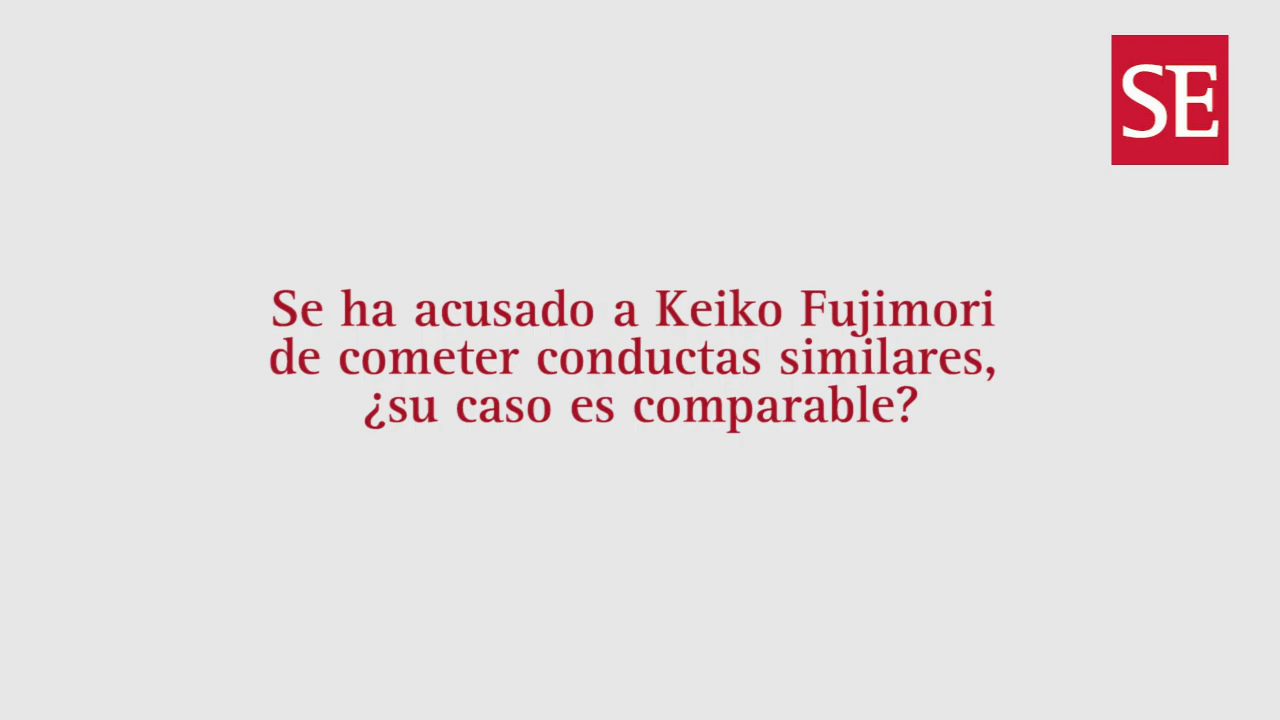 SE
Se ha acusado a Keiko Fujimori
de cometer conductas similares,
¿su caso es comparable?